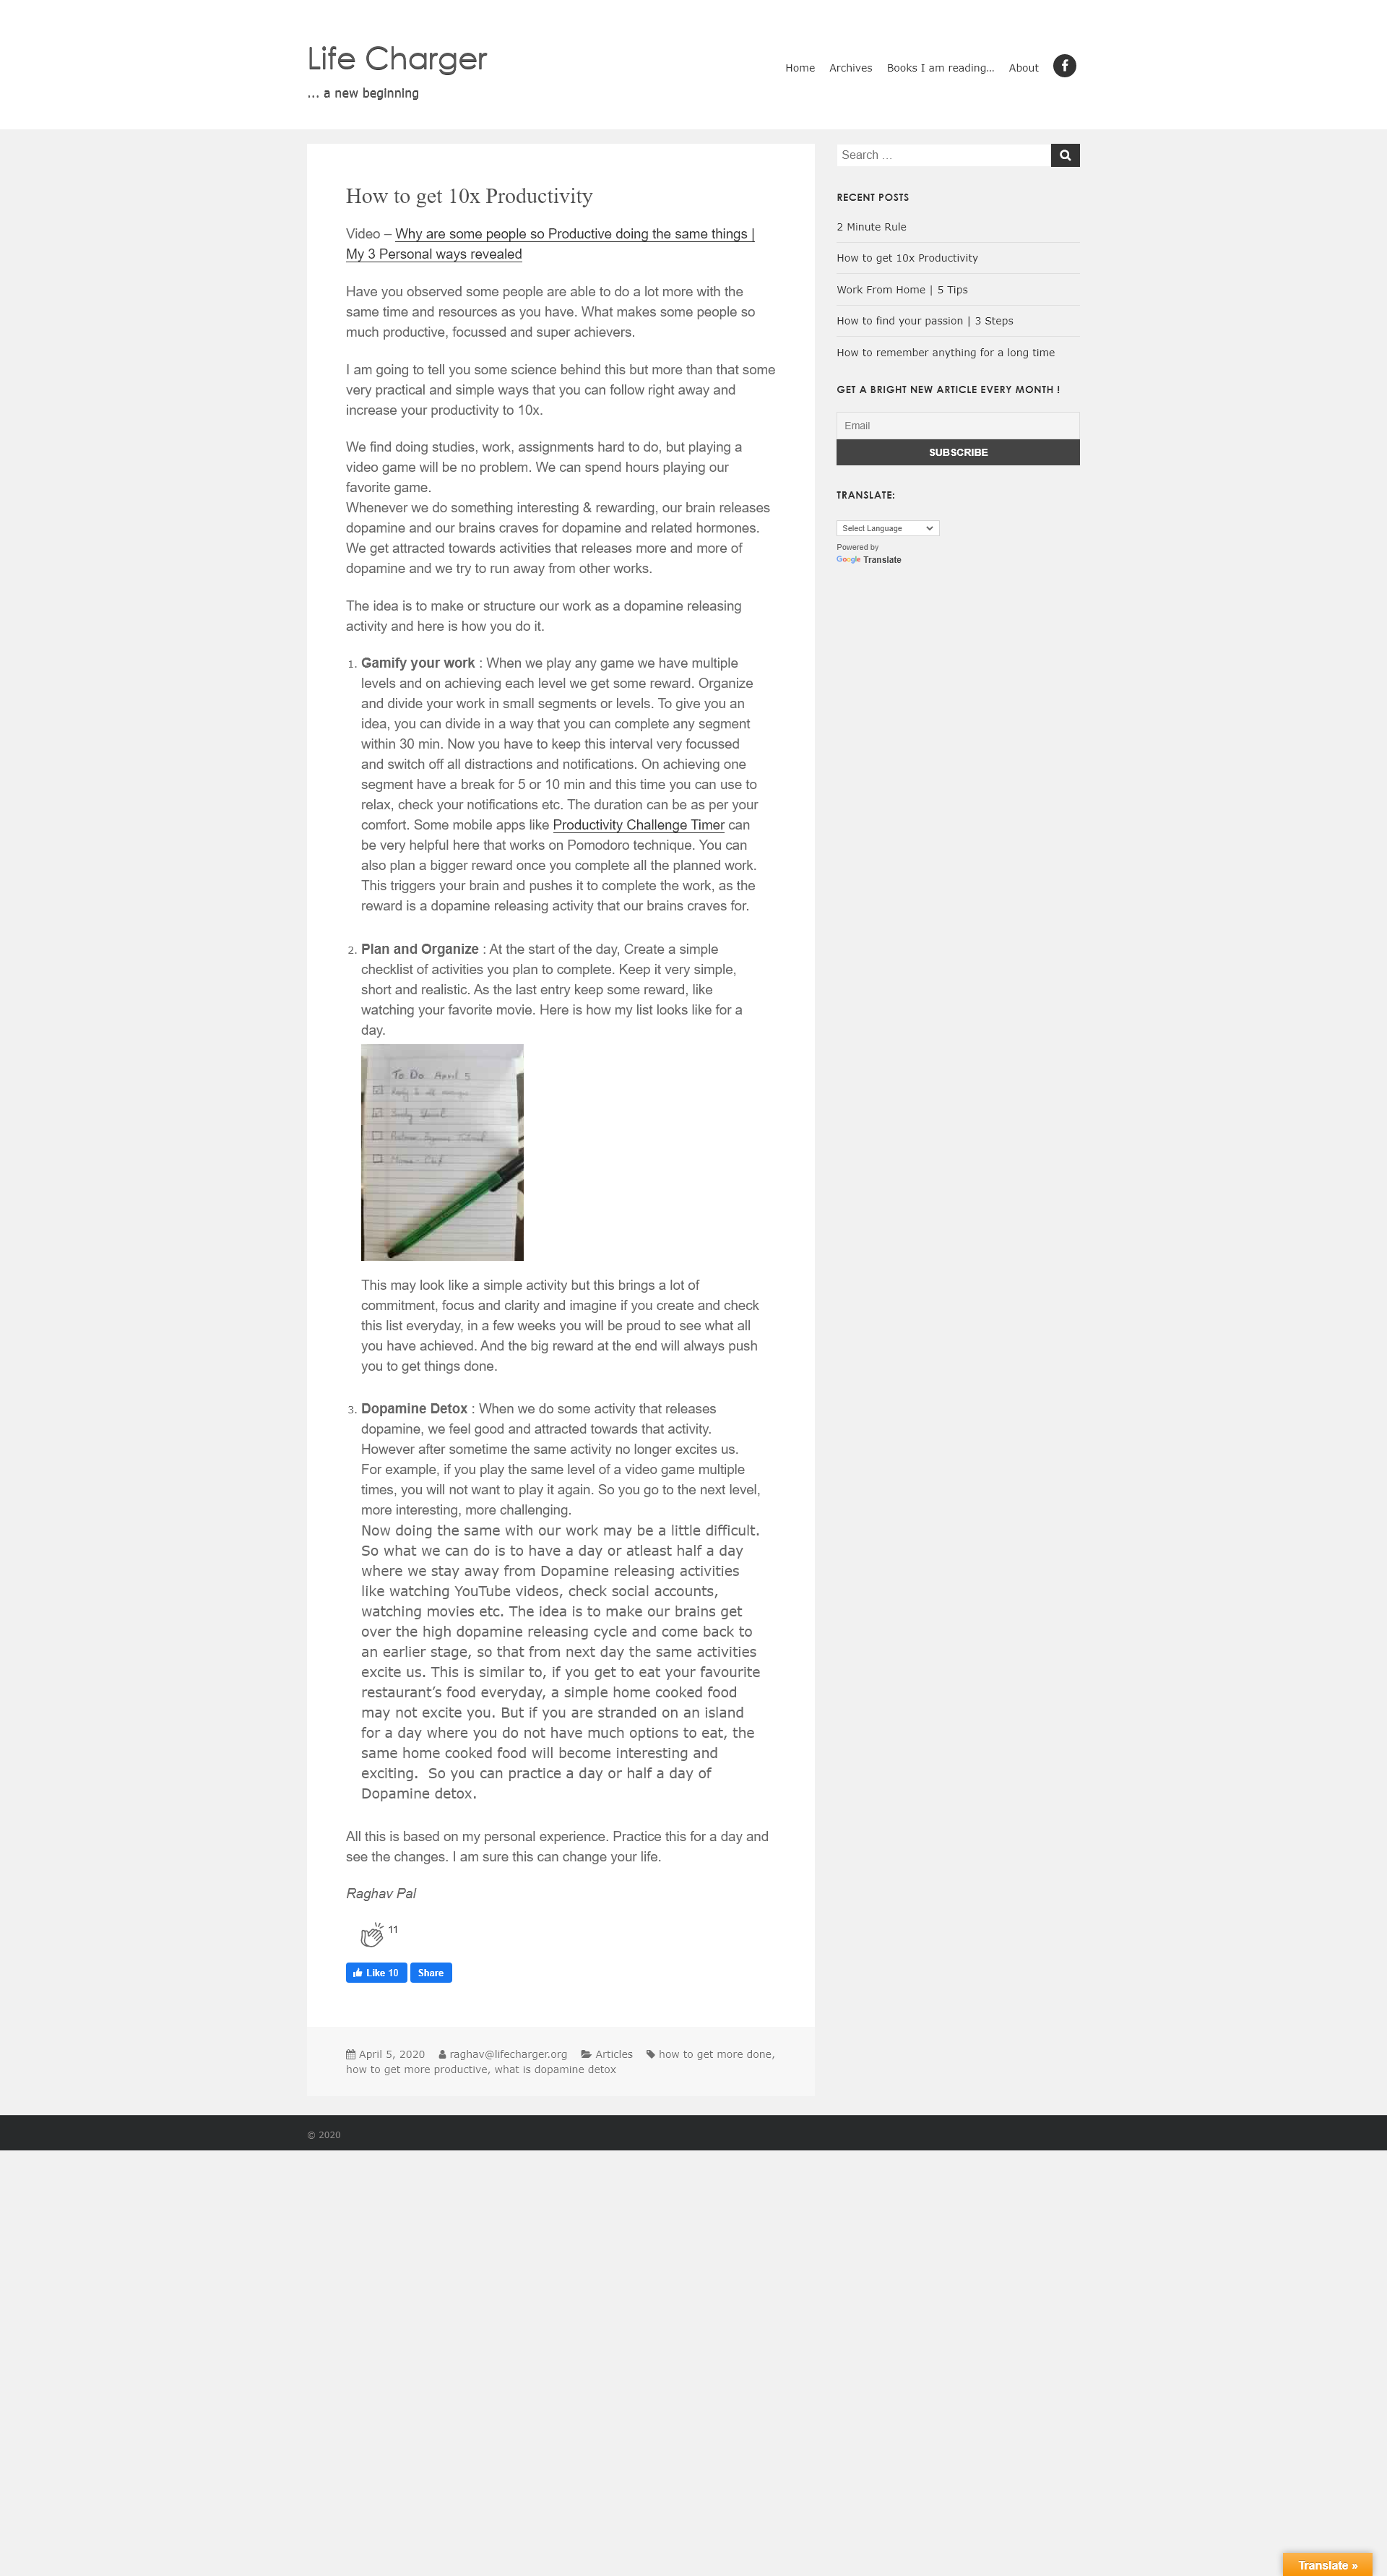 Life Charger
... a new beginning
Home Archives Books I am reading… About
How to get 10x Productivity
Video – Why are some people so Productive doing the same things |
My 3 Personal ways revealed
Have you observed some people are able to do a lot more with the
same time and resources as you have. What makes some people so
much productive, focussed and super achievers.
I am going to tell you some science behind this but more than that some
very practical and simple ways that you can follow right away and
increase your productivity to 10x.
We find doing studies, work, assignments hard to do, but playing a
video game will be no problem. We can spend hours playing our
favorite game.
Whenever we do something interesting & rewarding, our brain releases
dopamine and our brains craves for dopamine and related hormones.
We get attracted towards activities that releases more and more of
dopamine and we try to run away from other works.
The idea is to make or structure our work as a dopamine releasing
activity and here is how you do it.
1. Gamify your work : When we play any game we have multiple
levels and on achieving each level we get some reward. Organize
and divide your work in small segments or levels. To give you an
idea, you can divide in a way that you can complete any segment
within 30 min. Now you have to keep this interval very focussed
and switch off all distractions and notifications. On achieving one
segment have a break for 5 or 10 min and this time you can use to
relax, check your notifications etc. The duration can be as per your
comfort. Some mobile apps like Productivity Challenge Timer can
be very helpful here that works on Pomodoro technique. You can
also plan a bigger reward once you complete all the planned work.
This triggers your brain and pushes it to complete the work, as the
reward is a dopamine releasing activity that our brains craves for.
2. Plan and Organize : At the start of the day, Create a simple
checklist of activities you plan to complete. Keep it very simple,
short and realistic. As the last entry keep some reward, like
watching your favorite movie. Here is how my list looks like for a
day.
To Do April 5
This may look like a simple activity but this brings a lot of
commitment, focus and clarity and imagine if you create and check
this list everyday, in a few weeks you will be proud to see what all
you have achieved. And the big reward at the end will always push
you to get things done.
3. Dopamine Detox : When we do some activity that releases
dopamine, we feel good and attracted towards that activity.
However after sometime the same activity no longer excites us.
For example, if you play the same level of a video game multiple
times, you will not want to play it again. So you go to the next level,
more interesting, more challenging.
Now doing the same with our work may be a little difficult.
So what we can do is to have a day or atleast half a day
where we stay away from Dopamine releasing activities
like watching YouTube videos, check social accounts,
watching movies etc. The idea is to make our brains get
over the high dopamine releasing cycle and come back to
an earlier stage, so that from next day the same activities
excite us. This is similar to, if you get to eat your favourite
restaurant’s food everyday, a simple home cooked food
may not excite you. But if you are stranded on an island
for a day where you do not have much options to eat, the
same home cooked food will become interesting and
exciting.  So you can practice a day or half a day of
Dopamine detox.
All this is based on my personal experience. Practice this for a day and
see the changes. I am sure this can change your life.
Raghav Pal
11
Like 10 Share
April 5, 2020 raghav@lifecharger.org Articles how to get more done,
how to get more productive, what is dopamine detox
Search …
RECENT POSTS
2 Minute Rule
How to get 10x Productivity
Work From Home | 5 Tips
How to find your passion | 3 Steps
How to remember anything for a long time
GET A BRIGHT NEW ARTICLE EVERY MONTH !
Email
SUBSCRIBE
TRANSLATE:
Select Language
Powered by
Google Translate
© 2020
Translate »